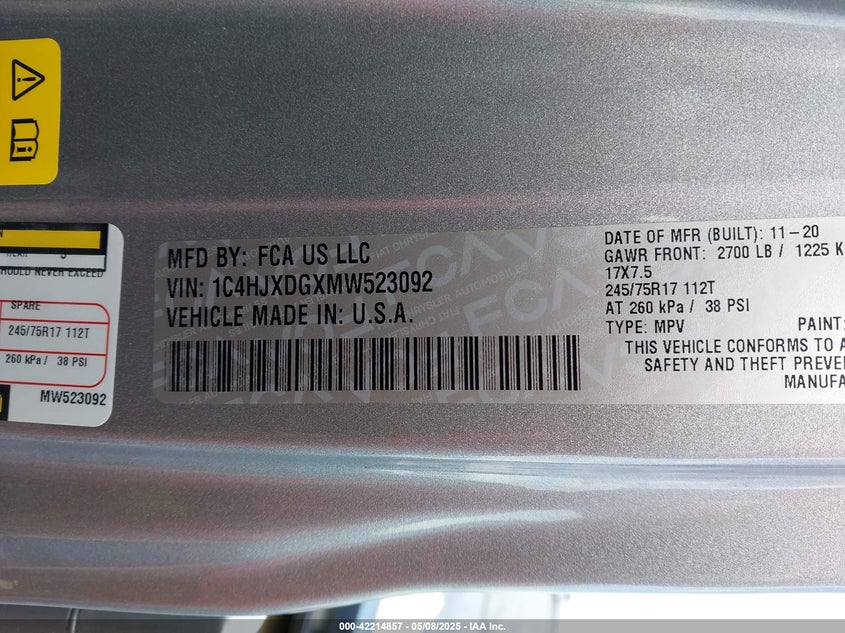 N
REAR
HOULD NEVER EXCEED
SPARE
245/75R17 112T
260 kPa / 38 PSI
MW523092
MFD BY: FCA US LLC
VIN: 1C4HJXDGXMW523092
VEHICLE MADE IN: U.S.A.
DATE OF MFR (BUILT): 11-20
GAWR FRONT: 2700 LB / 1225 K
17X7.5
245/75R17 112T
AT 260 kPa / 38 PSI
TYPE: MPV PAINT:
THIS VEHICLE CONFORMS TO A
SAFETY AND THEFT PREVE
MANUFA
000-42214857 - 05/08/2025 - IAA Inc.